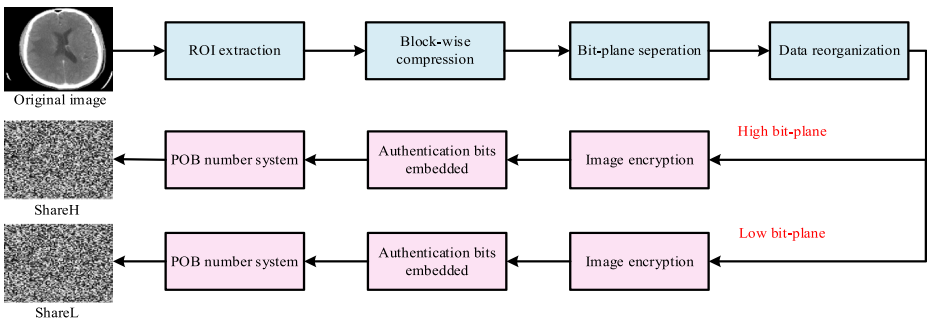 ROI extraction
Block-wise
compression
Bit-plane seperation
Data reorganization
Original image
High bit-plane
POB number system
Authentication bits
embedded
Image encryption
ShareH
Low bit-plane
POB number system
Authentication bits
embedded
Image encryption
ShareL